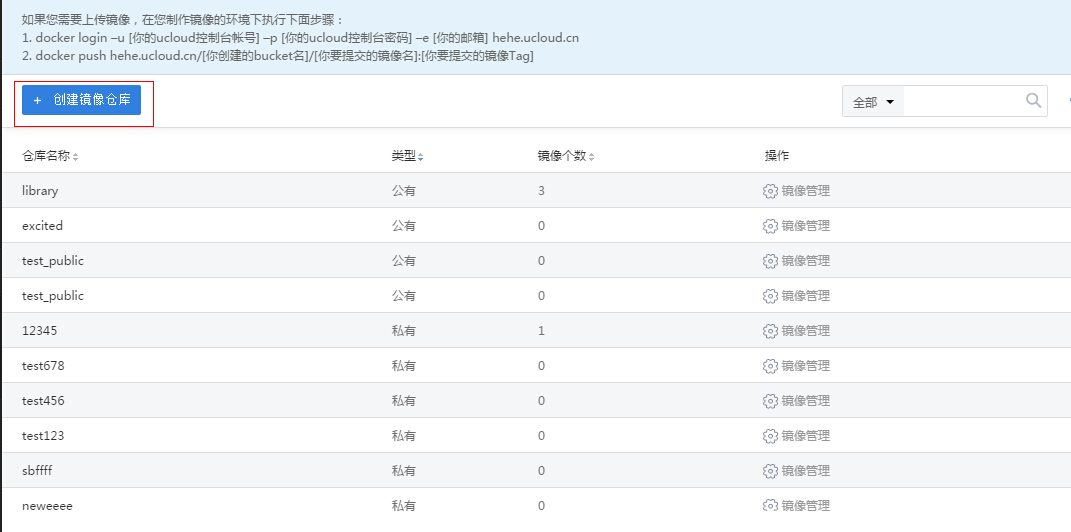 如果您需要上传镜像，在您制作镜像的环境下执行下面步骤：
1. docker login –u [你的ucloud控制台帐号] –p [你的ucloud控制台密码] –e [你的邮箱] hehe.ucloud.cn
2. docker push hehe.ucloud.cn/[你创建的bucket名]/[你要提交的镜像名]:[你要提交的镜像Tag]
+ 创建镜像仓库 全部
仓库名称 类型 镜像个数 操作
library 公有 3 镜像管理
excited 公有 0 镜像管理
test_public 公有 0 镜像管理
test_public 公有 0 镜像管理
12345 私有 1 镜像管理
test678 私有 0 镜像管理
test456 私有 0 镜像管理
test123 私有 0 镜像管理
sbffff 私有 0 镜像管理
neweeee 私有 0 镜像管理